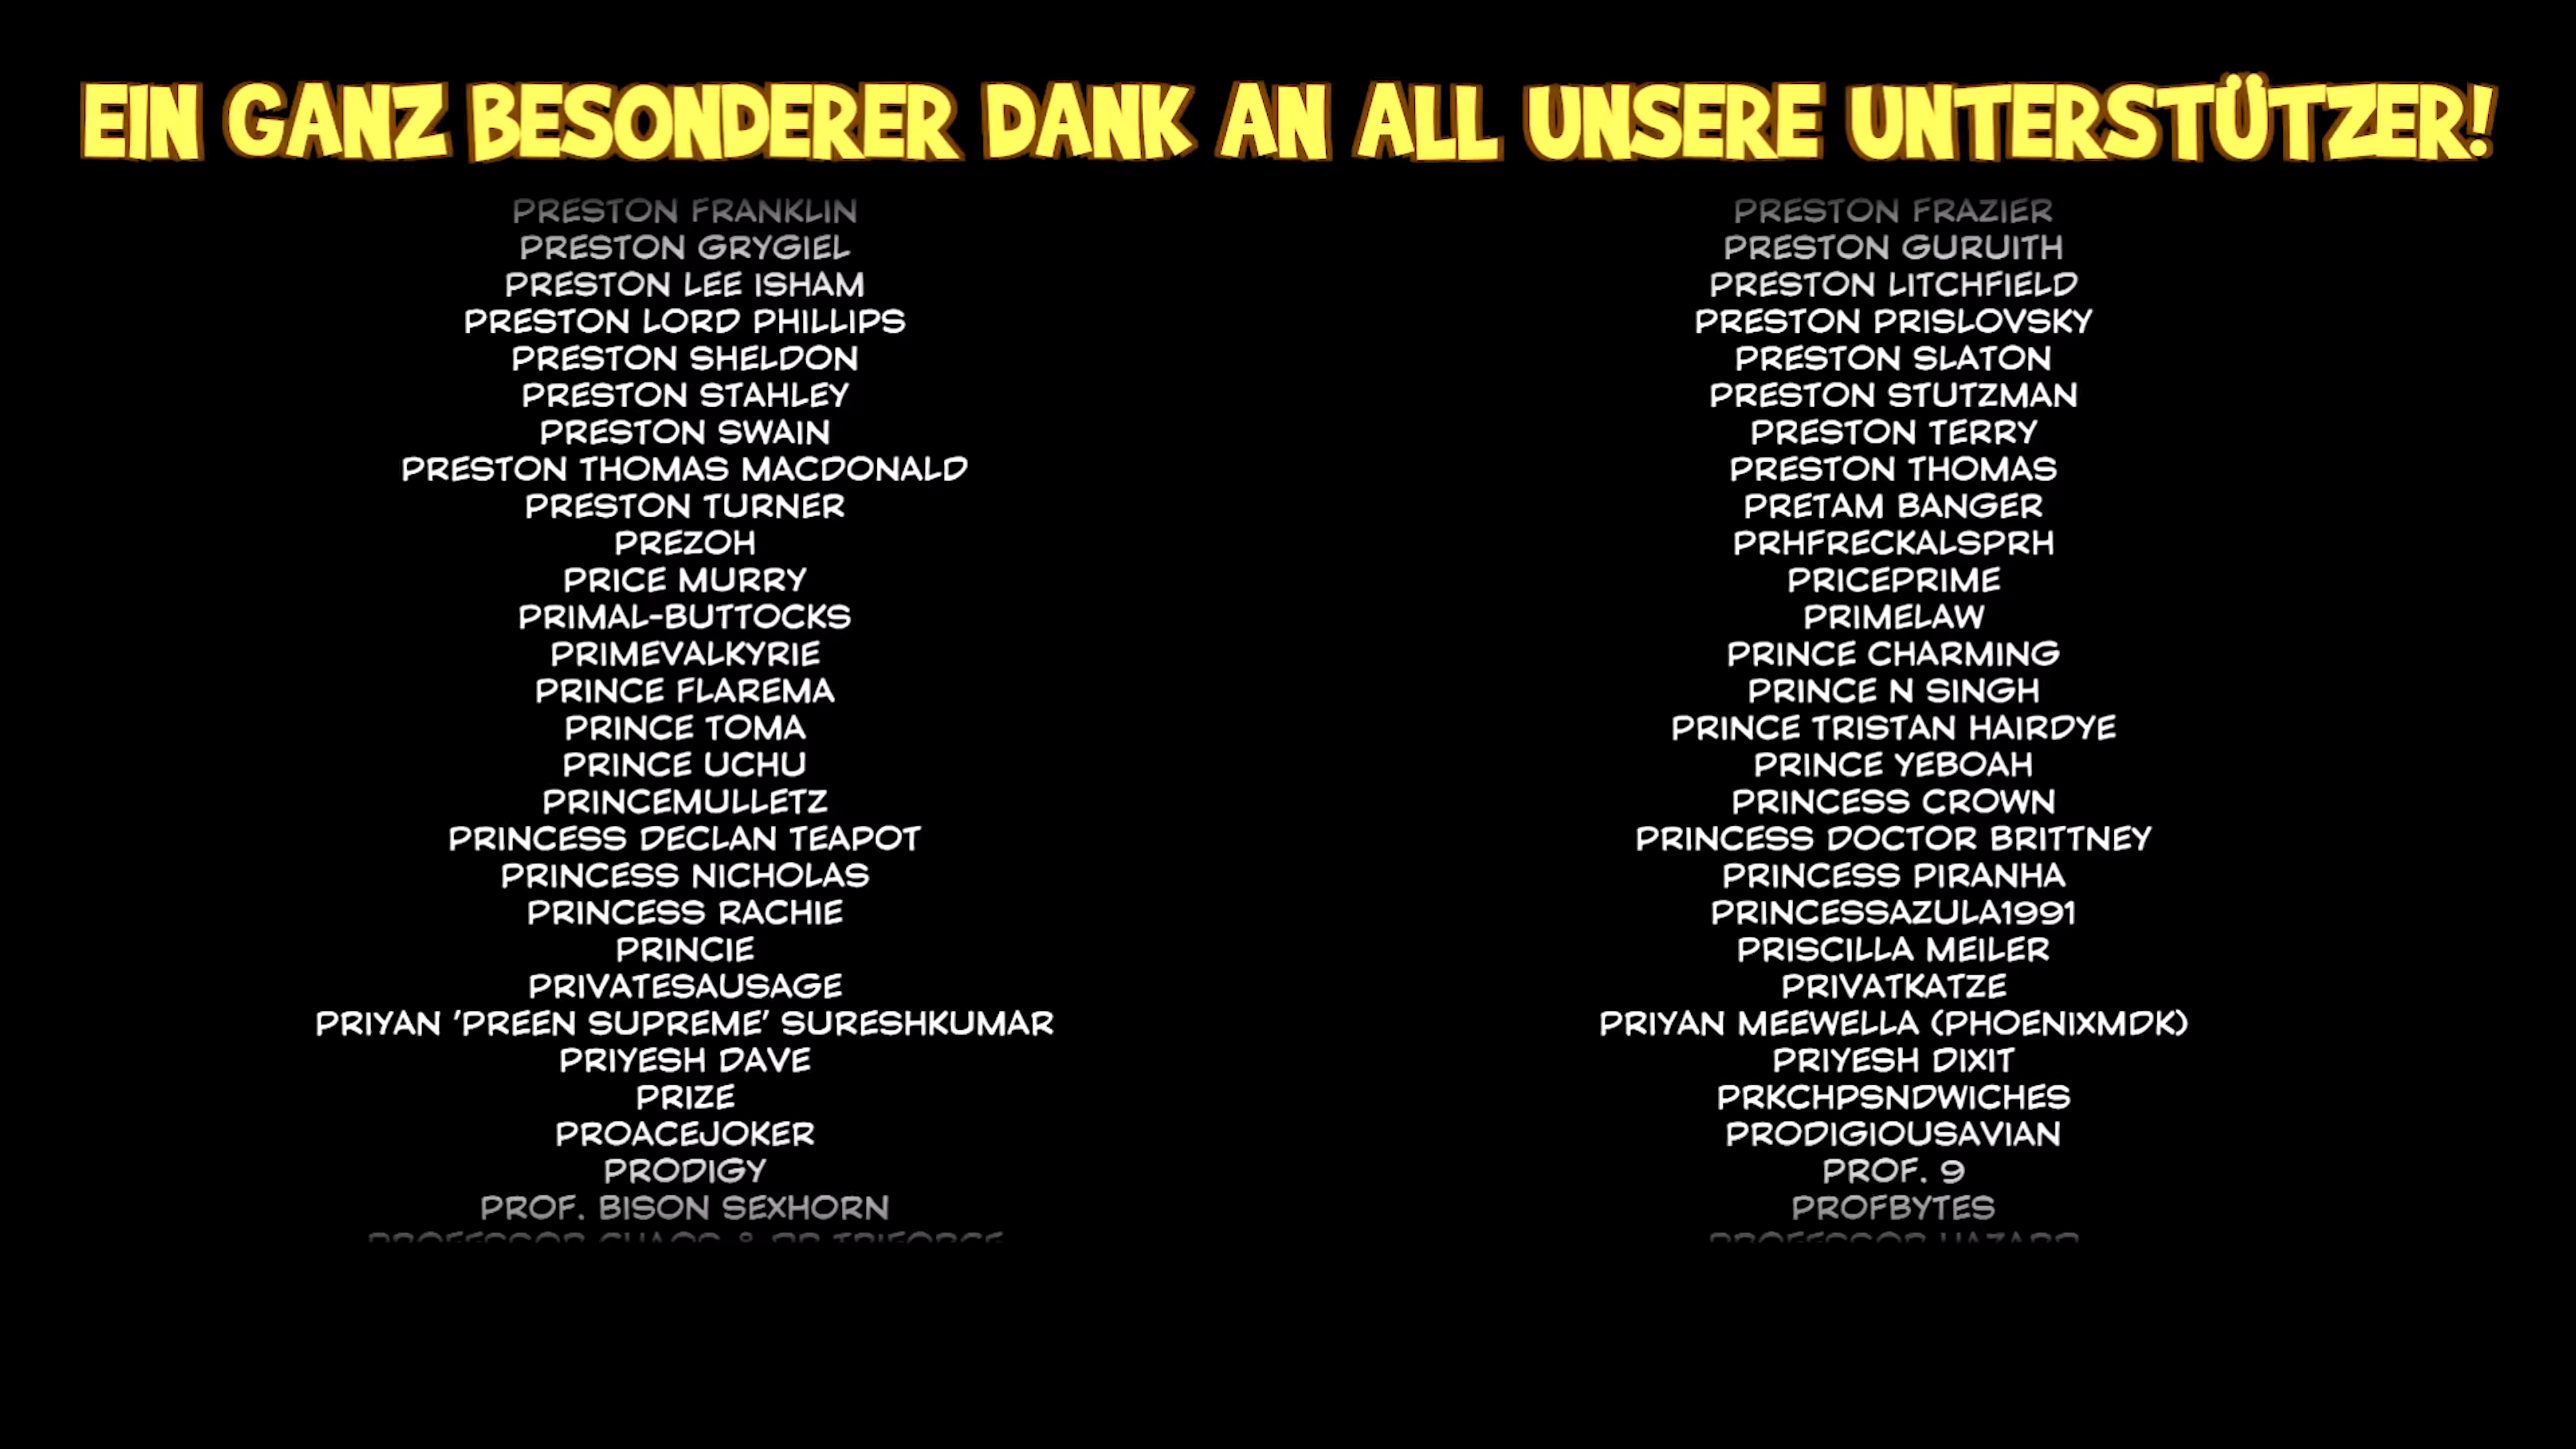 EIN GANZ BESONDERER DANK AN ALL UNSERE UNTERSTÜTZER!
PRESTON FRANKLIN
PRESTON FRAZIER
PRESTON GRYGIEL
PRESTON GURUITH
PRESTON LEE ISHAM
PRESTON LITCHFIELD
PRESTON LORD PHILLIPS
PRESTON PRISLOVSKY
PRESTON SHELDON
PRESTON SLATON
PRESTON STAHLEY
PRESTON STUTZMAN
PRESTON SWAIN
PRESTON TERRY
PRESTON THOMAS MACDONALD
PRESTON THOMAS
PRESTON TURNER
PRETAM BANGER
PREZOH
PRHFRECKALSPRH
PRICE MURRY
PRICEPRIME
PRIMAL-BUTTOCKS
PRIMELAW
PRIMEVALKYRIE
PRINCE CHARMING
PRINCE FLAREMA
PRINCE N SINGH
PRINCE TOMA
PRINCE TRISTAN HAIRDYE
PRINCE UCHU
PRINCE YEBOAH
PRINCEMULLETZ
PRINCESS CROWN
PRINCESS DECLAN TEAPOT
PRINCESS DOCTOR BRITTNEY
PRINCESS NICHOLAS
PRINCESS PIRANHA
PRINCESS RACHIE
PRINCESSAZULA1991
PRINCIE
PRISCILLA MEILER
PRIVATESAUSAGE
PRIVATKATZE
PRIYAN 'PREEN SUPREME' SURESHKUMAR
PRIYAN MEEWELLA (PHOENIXMDK)
PRIYESH DAVE
PRIYESH DIXIT
PRIZE
PRKCHPSNDWICHES
PROACEJOKER
PRODIGIOUSAVIAN
PRODIGY
PROF. 9
PROF. BISON SEXHORN
PROFBYTES
PROFESSOR CHAOS & DR TRIFORCE
PROFESSOR HAZARD